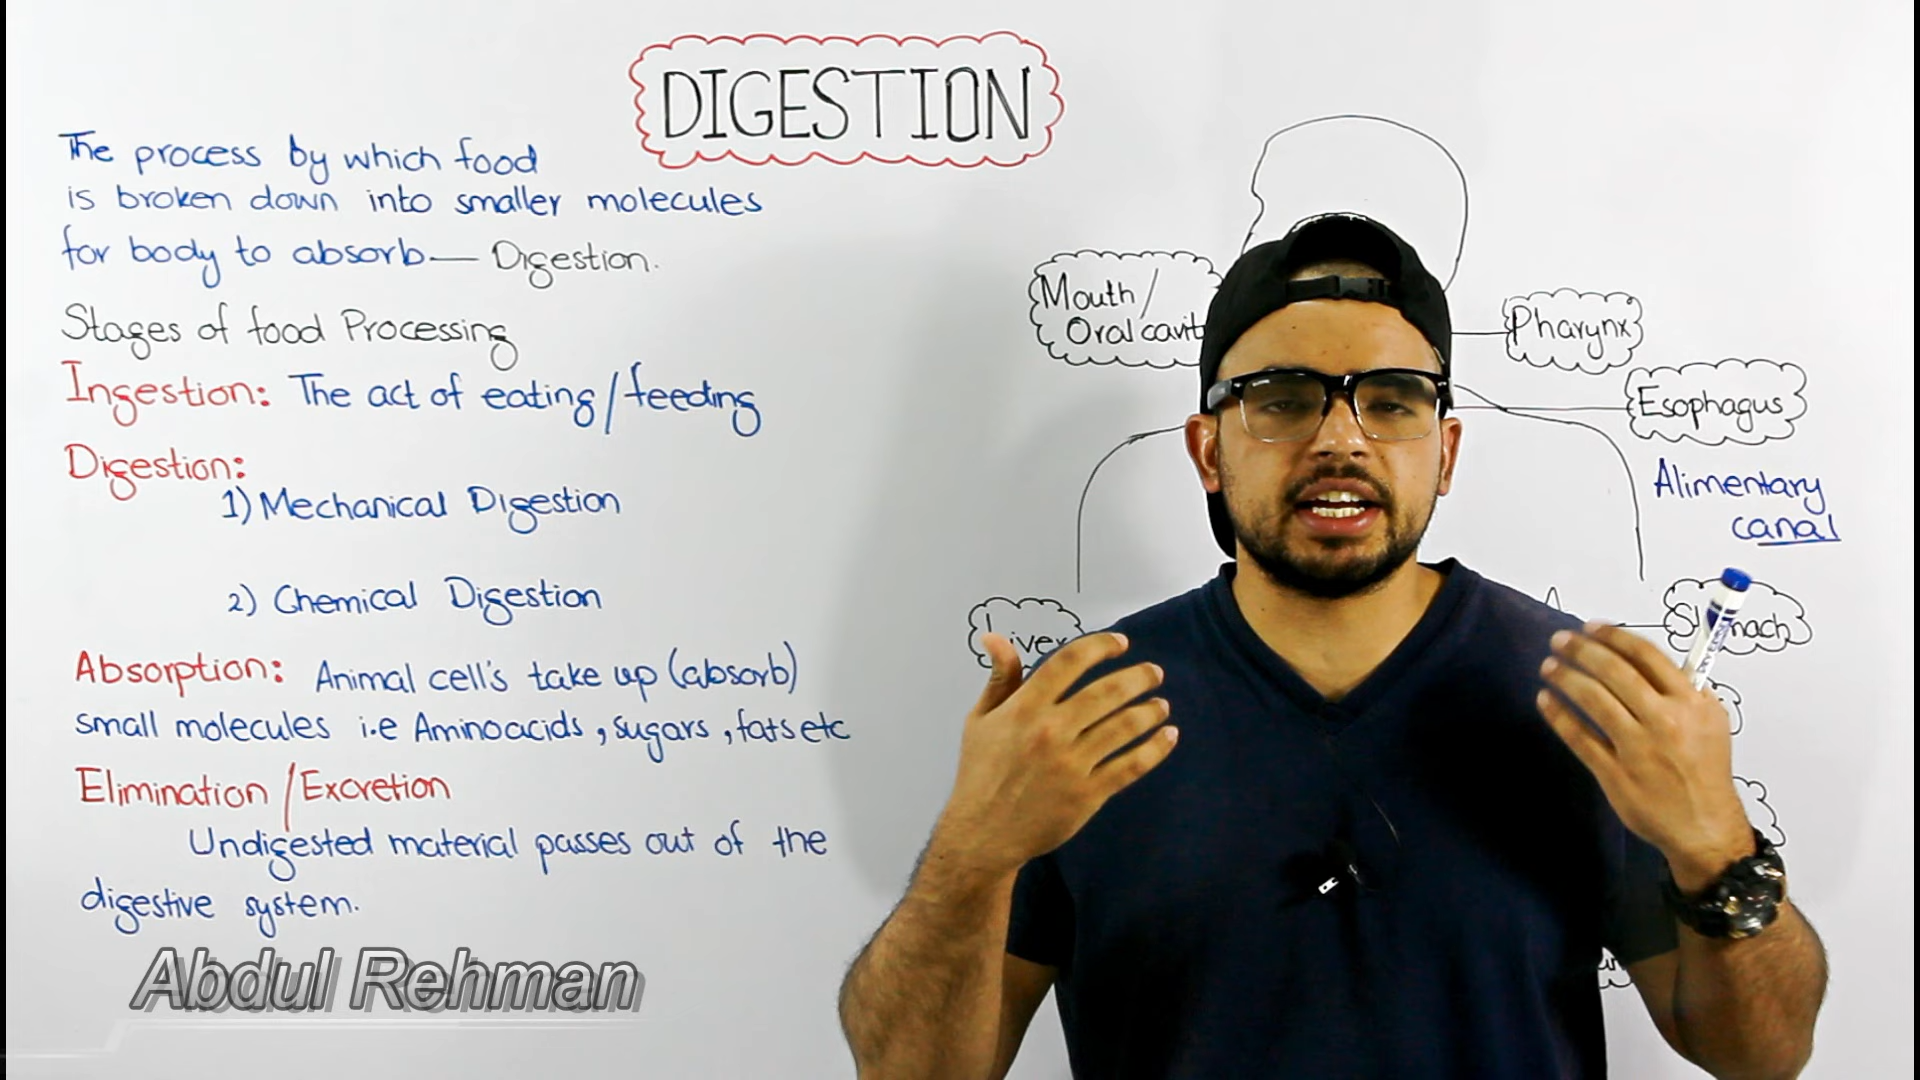 DIGESTION
The process by which food
is broken down into smaller molecules
for body to absorb — Digestion.
Stages of food Processing
Ingestion: The act of eating/feeding
Digestion:
1) Mechanical Digestion
2) Chemical Digestion
Absorption: Animal cell's take up (absorb)
small molecules i.e Aminoacids, sugars, fats etc
Elimination/Excretion
Undigested material passes out of the
digestive system.
Abdul Rehman
Mouth/
Oral cavit
Pharynx
Esophagus
Alimentary
canal
Liver